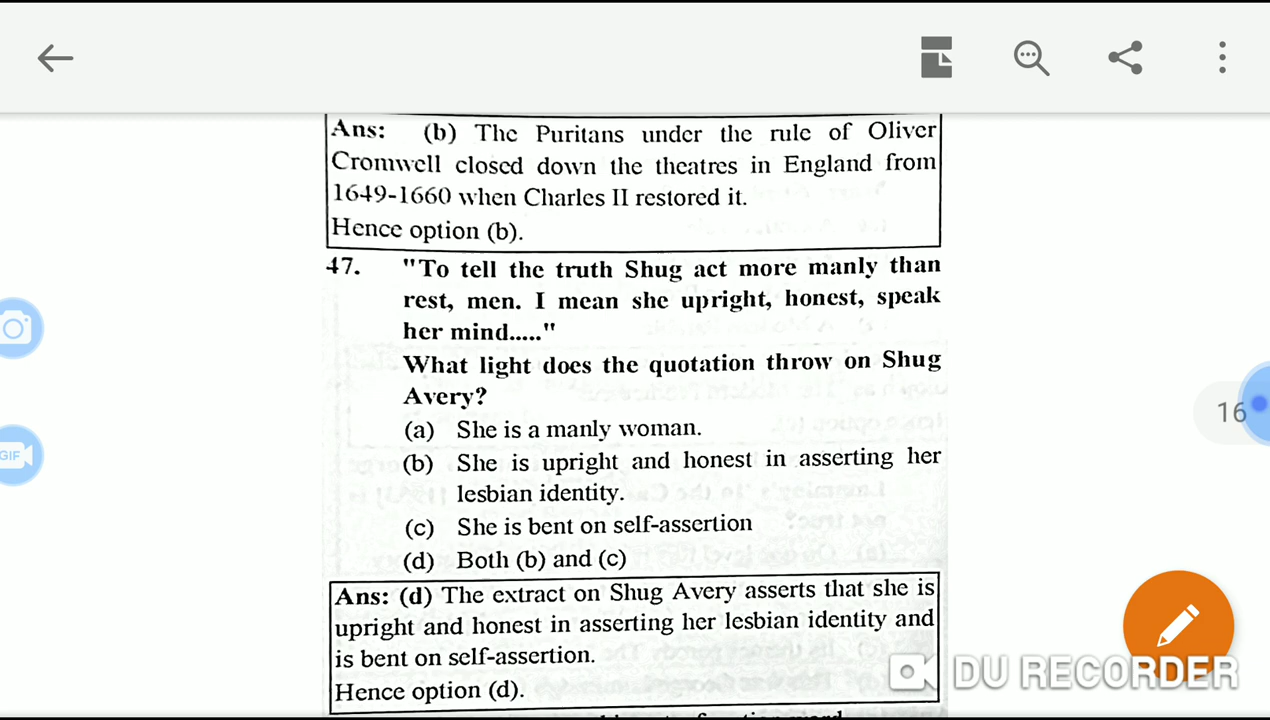 Ans: (b) The Puritans under the rule of Oliver
Cromwell closed down the theatres in England from
1649-1660 when Charles II restored it.
Hence option (b).
47. "To tell the truth Shug act more manly than
rest, men. I mean she upright, honest, speak
her mind....."
What light does the quotation throw on Shug
Avery?
(a) She is a manly woman.
(b) She is upright and honest in asserting her
lesbian identity.
(c) She is bent on self-assertion
(d) Both (b) and (c)
Ans: (d) The extract on Shug Avery asserts that she is
upright and honest in asserting her lesbian identity and
is bent on self-assertion.
Hence option (d).
16
GIF
DU RECORDER